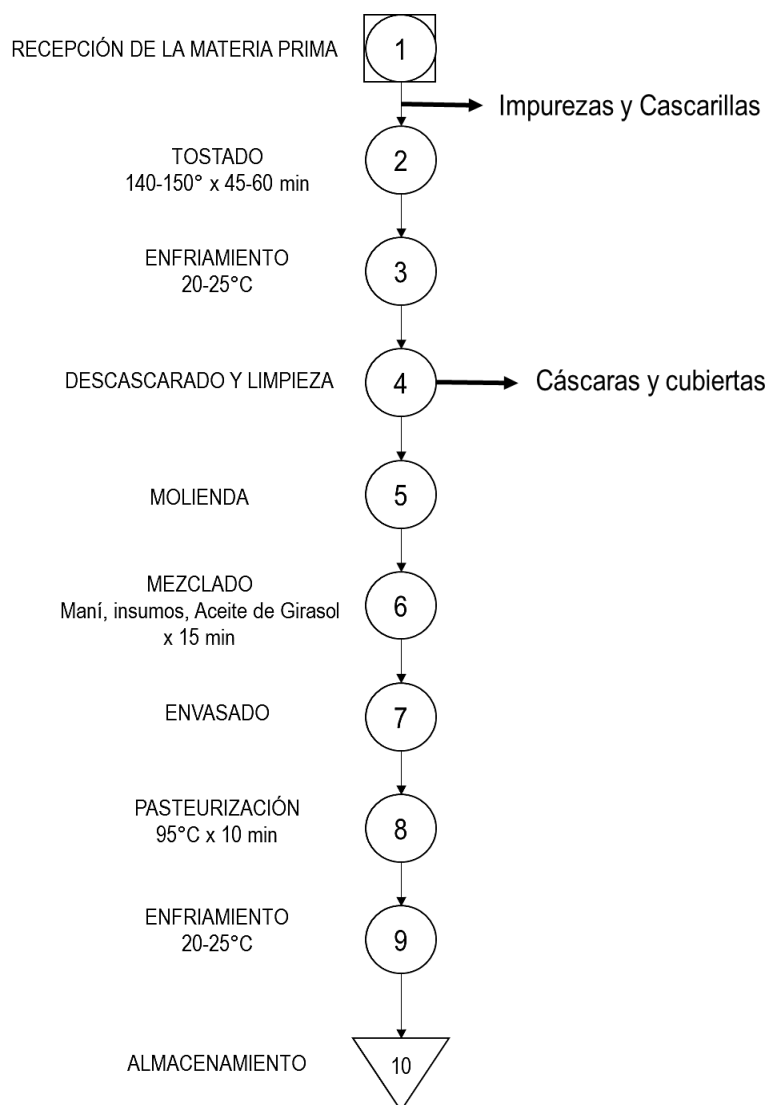 RECEPCIÓN DE LA MATERIA PRIMA
1
Impurezas y Cascarillas
TOSTADO
140-150° x 45-60 min
2
ENFRIAMIENTO
20-25°C
3
DESCASCARADO Y LIMPIEZA
4
Cáscaras y cubiertas
MOLIENDA
5
MEZCLADO
Maní, insumos, Aceite de Girasol
x 15 min
6
ENVASADO
7
PASTEURIZACIÓN
95°C x 10 min
8
ENFRIAMIENTO
20-25°C
9
ALMACENAMIENTO
10